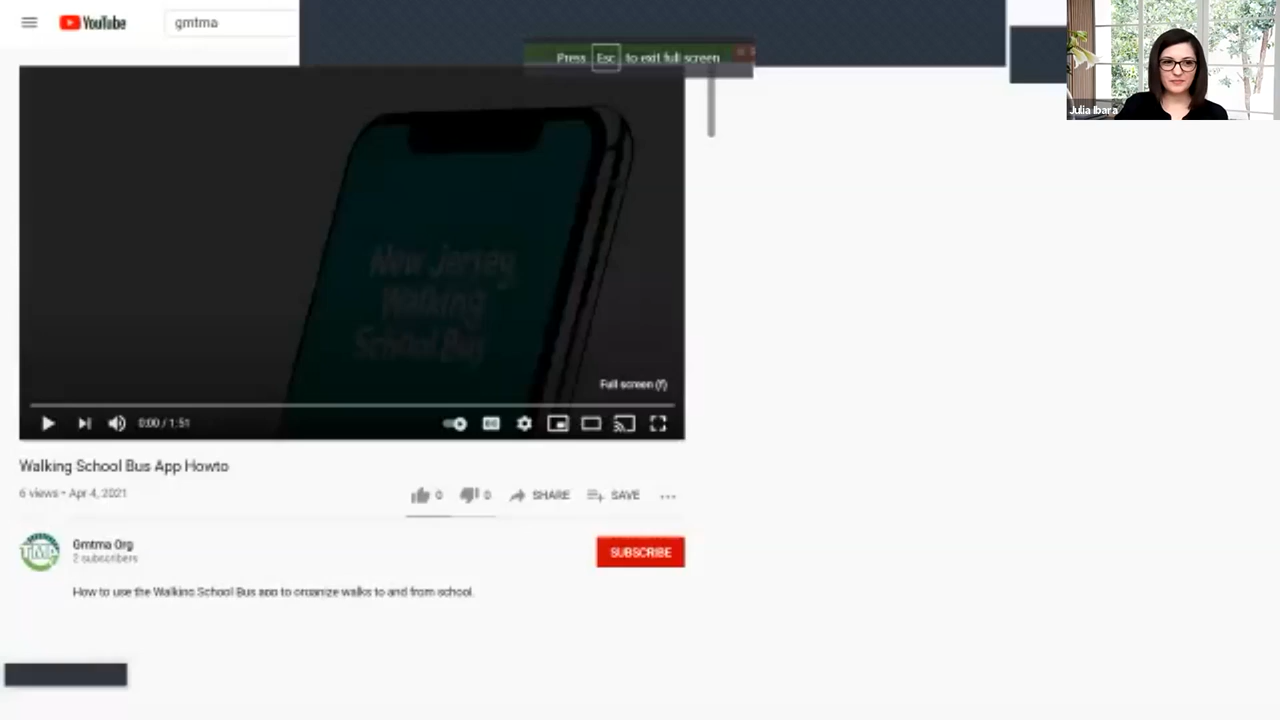 YouTube
gmtma
Press Esc to exit full screen
Julia Ibara
New Jersey
Walking
School Bus
Full screen (f)
0:00 / 1:51
Walking School Bus App Howto
6 views • Apr 4, 2021
0
0
SHARE
SAVE
TMA
Gmtma Org
2 subscribers
SUBSCRIBE
How to use the Walking School Bus app to organize walks to and from school.